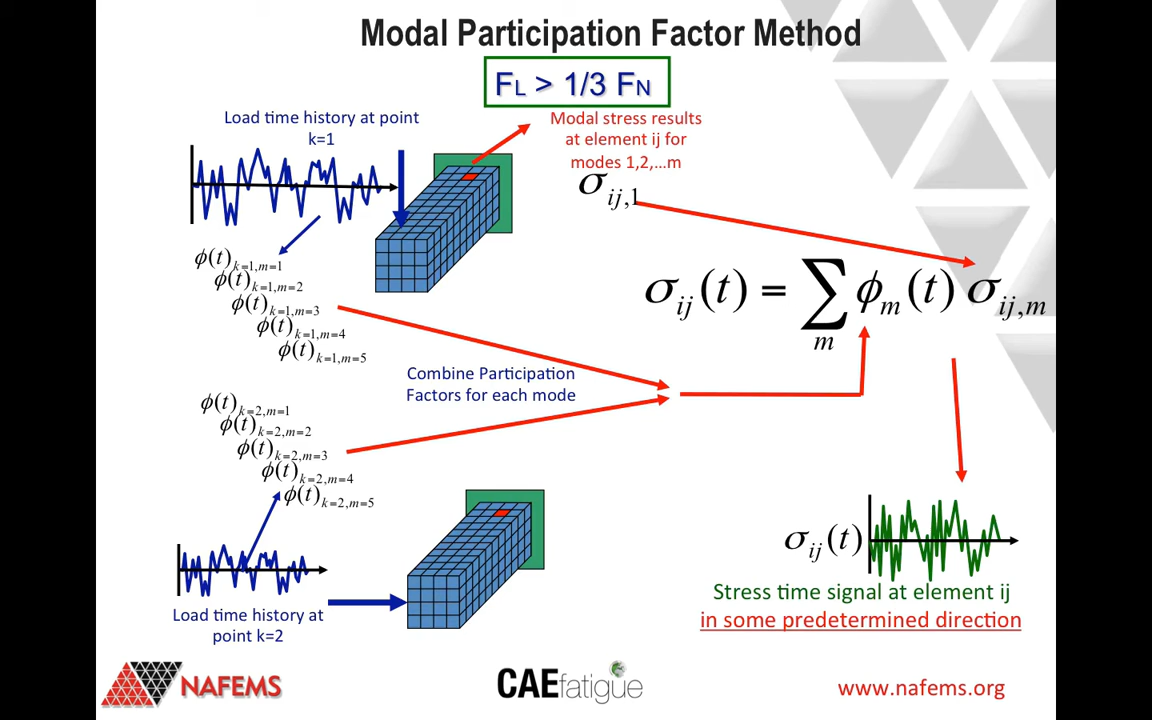 Modal Participation Factor Method
FL > 1/3 FN
Load time history at point
k=1
Modal stress results
at element ij for
modes 1,2,...m
σij,1
ϕ(t)k=1,m=1
ϕ(t)k=1,m=2
ϕ(t)k=1,m=3
ϕ(t)k=1,m=4
ϕ(t)k=1,m=5
σij(t) = ∑m ϕm(t) σij,m
Combine Participation
Factors for each mode
ϕ(t)k=2,m=1
ϕ(t)k=2,m=2
ϕ(t)k=2,m=3
ϕ(t)k=2,m=4
ϕ(t)k=2,m=5
Load time history at
point k=2
σij(t)
Stress time signal at element ij
in some predetermined direction
NAFEMS
CAEfatigue
www.nafems.org